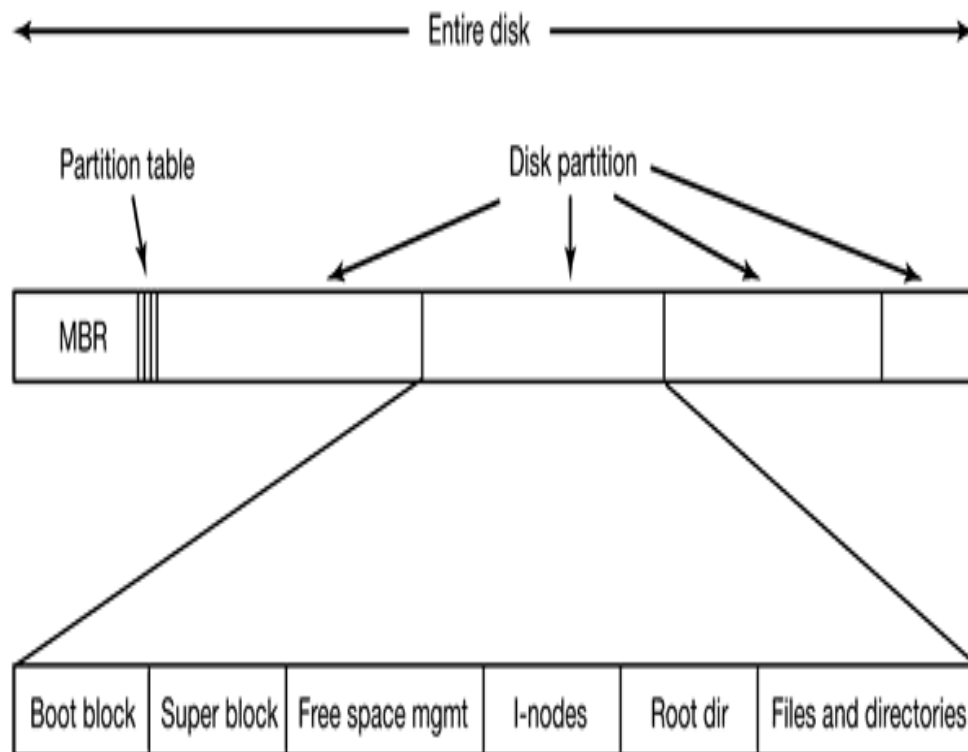 Entire disk
Partition table
Disk partition
MBR
Boot block
Super block
Free space mgmt
I-nodes
Root dir
Files and directories